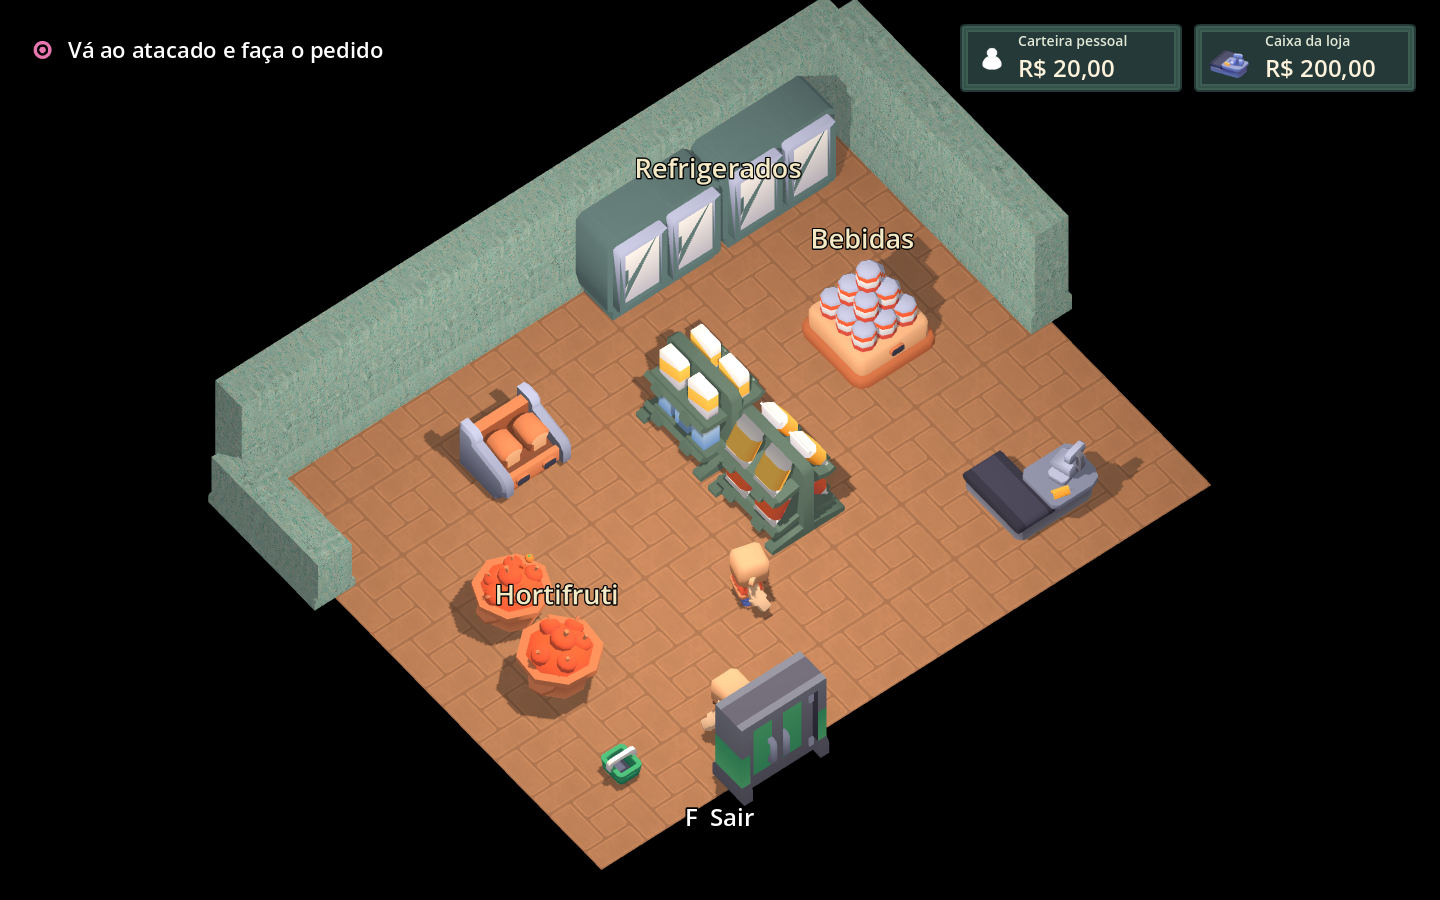 Vá ao atacado e faça o pedido
Carteira pessoal
R$ 20,00
Caixa da loja
R$ 200,00
Refrigerados
Bebidas
Hortifruti
F Sair